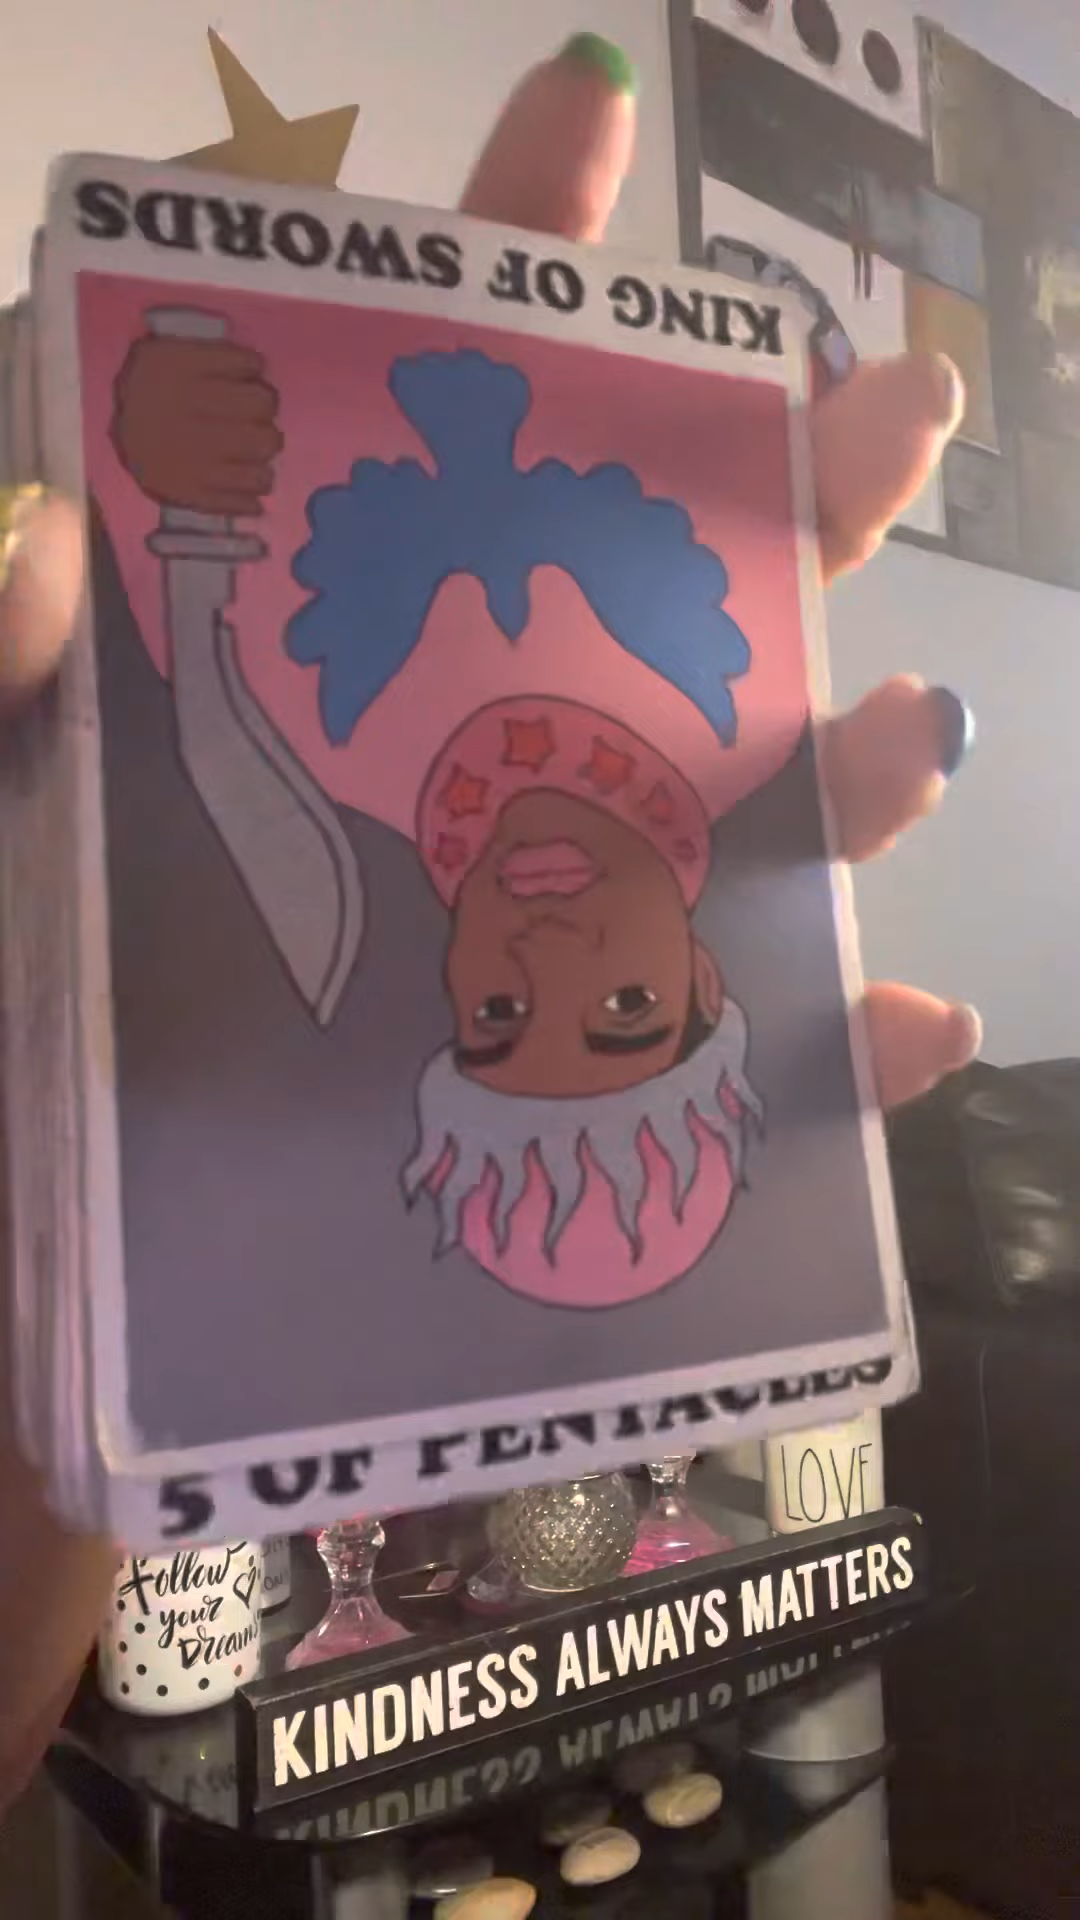 KING OF SWORDS
5 OF PENTACLES
LOVE
Follow
your
Dreams
KINDNESS ALWAYS MATTERS